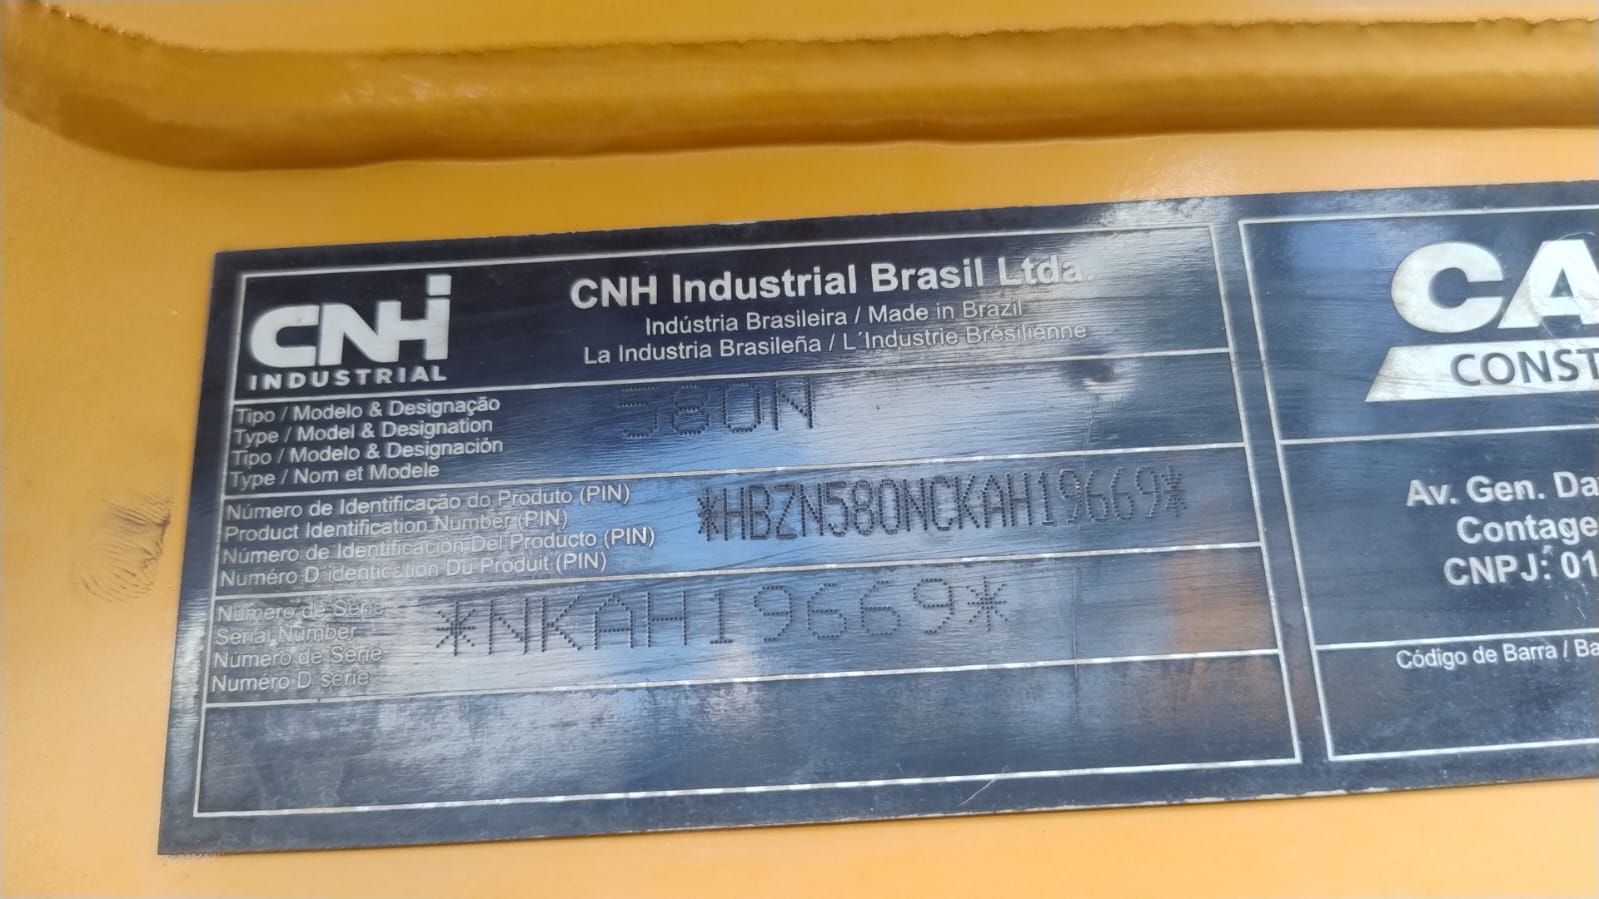 CNH
INDUSTRIAL
CNH Industrial Brasil Ltda.
Indústria Brasileira / Made in Brazil
La Industria Brasileña / L´Industrie Brésilienne
Tipo / Modelo & Designação
Type / Model & Designation
Tipo / Modelo & Designación
Type / Nom et Modele
580N
Número de Identificação do Produto (PIN)
Product Identification Number (PIN)
Número de Identificación Del Producto (PIN)
Numéro D´identication Du Produit (PIN)
*HBZN580NCKAH19669*
Número de Série
Serial Number
Número de Serie
Numéro D´série
*NKAH19669*
CA
CONST
Av. Gen. Da
Contage
CNPJ: 01
Código de Barra / Ba